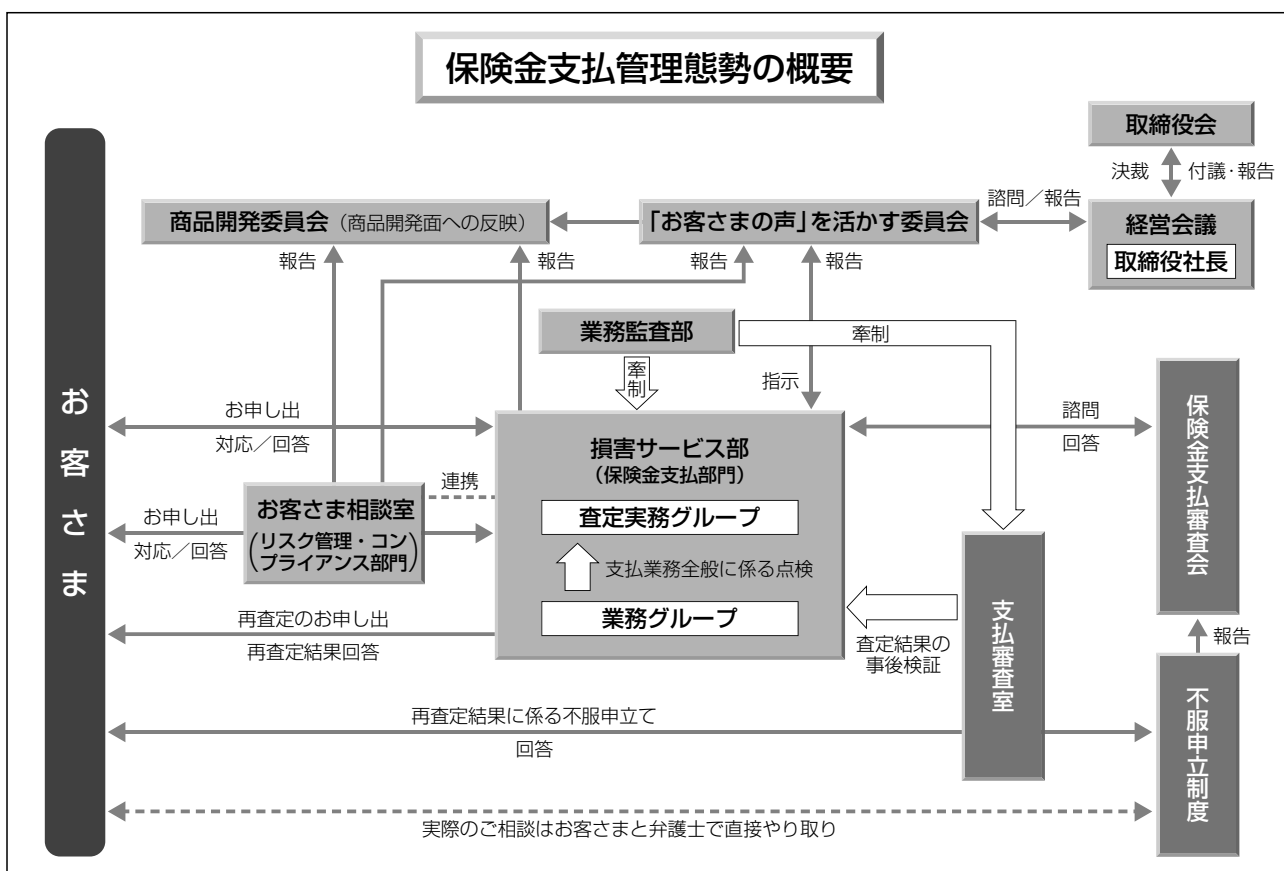 保険金支払管理態勢の概要
取締役会
決裁
付議・報告
諮問／報告
経営会議
取締役社長
商品開発委員会（商品開発面への反映）
「お客さまの声」を活かす委員会
報告
報告
報告
報告
業務監査部
牽制
牽制
指示
お客さま
お申し出
対応／回答
諮問
回答
保険金支払審査会
損害サービス部
（保険金支払部門）
連携
お客さま相談室
（リスク管理・コン
プライアンス部門）
お申し出
対応／回答
査定実務グループ
支払業務全般に係る点検
業務グループ
再査定のお申し出
再査定結果回答
査定結果の
事後検証
支払審査室
報告
不服申立制度
再査定結果に係る不服申立て
回答
実際のご相談はお客さまと弁護士で直接やり取り